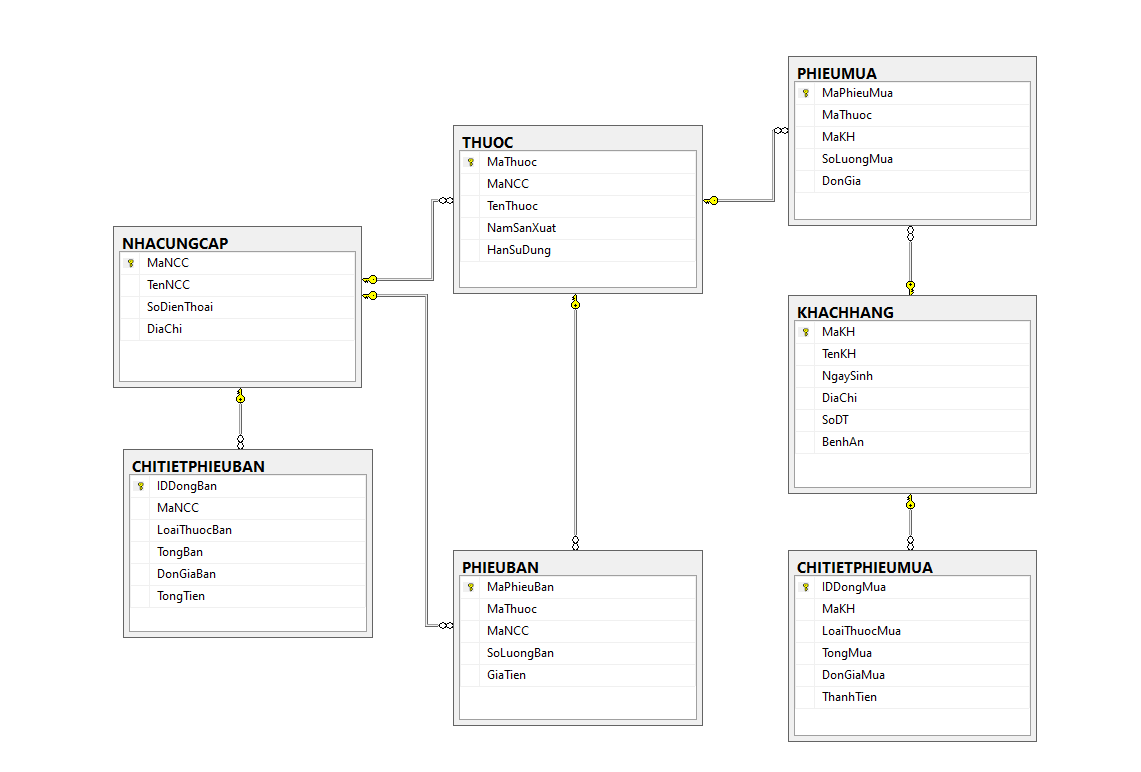 PHIEUMUA
MaPhieuMua
MaThuoc
MaKH
SoLuongMua
DonGia
THUOC
MaThuoc
MaNCC
TenThuoc
NamSanXuat
HanSuDung
NHACUNGCAP
MaNCC
TenNCC
SoDienThoai
DiaChi
KHACHHANG
MaKH
TenKH
NgaySinh
DiaChi
SoDT
BenhAn
CHITIETPHIEUBAN
IDDongBan
MaNCC
LoaiThuocBan
TongBan
DonGiaBan
TongTien
PHIEUBAN
MaPhieuBan
MaThuoc
MaNCC
SoLuongBan
GiaTien
CHITIETPHIEUMUA
IDDongMua
MaKH
LoaiThuocMua
TongMua
DonGiaMua
ThanhTien